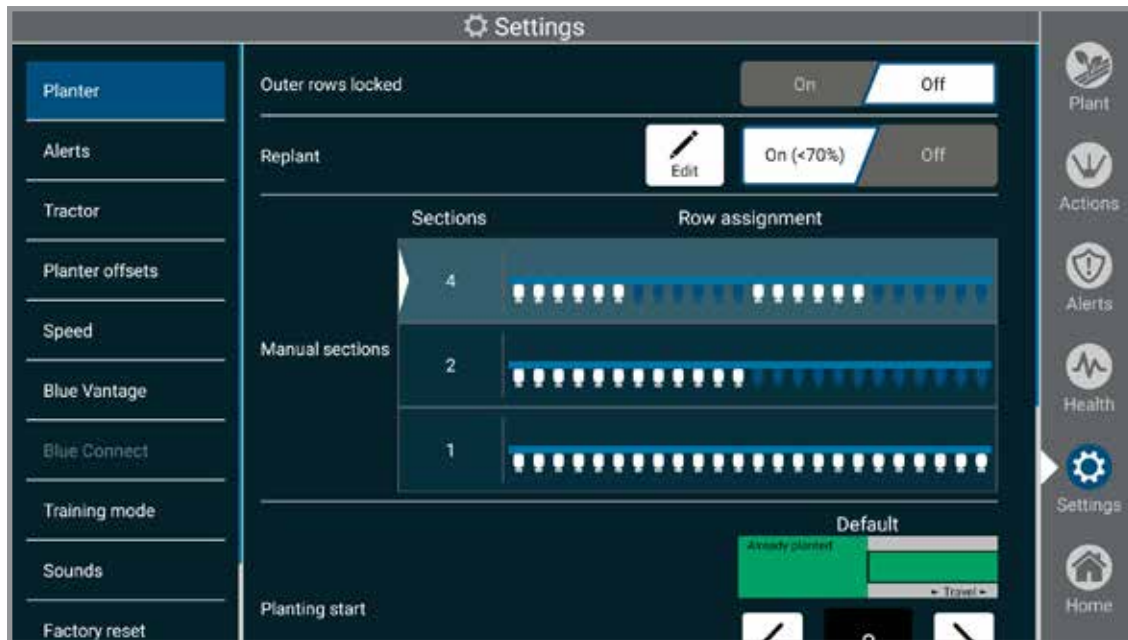 Settings
Planter
Alerts
Tractor
Planter offsets
Speed
Blue Vantage
Blue Connect
Training mode
Sounds
Factory reset
Outer rows locked
On
Off
Replant
Edit
On (<70%)
Off
Sections
Row assignment
Manual sections
4
2
1
Default
Already planted
Travel
Planting start
Plant
Actions
Alerts
Health
Settings
Home